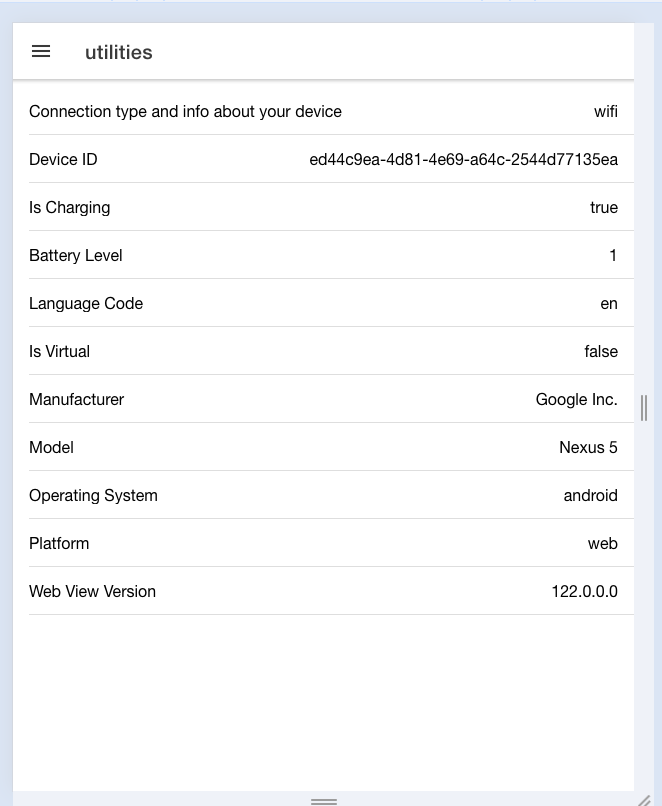 utilities
Connection type and info about your device wifi
Device ID ed44c9ea-4d81-4e69-a64c-2544d77135ea
Is Charging true
Battery Level 1
Language Code en
Is Virtual false
Manufacturer Google Inc.
Model Nexus 5
Operating System android
Platform web
Web View Version 122.0.0.0